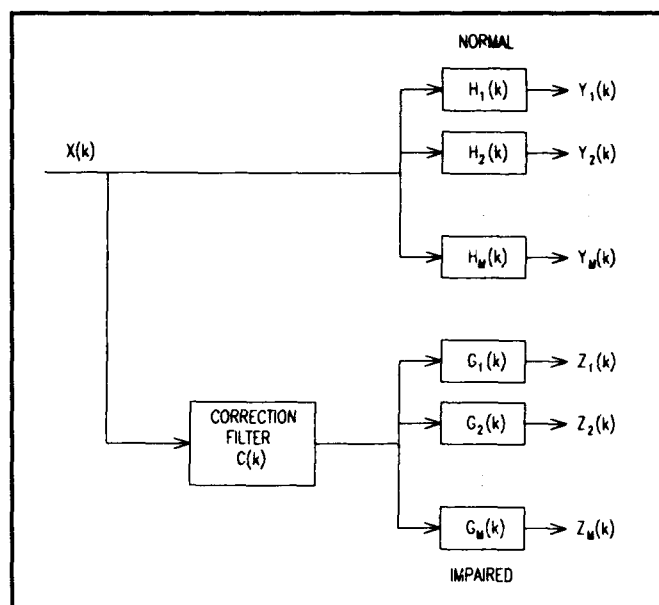 NORMAL
H₁(k) Y₁(k)
X(k)
H₂(k) Y₂(k)
H_M(k) Y_M(k)
G₁(k) Z₁(k)
CORRECTION
FILTER
C(k)
G₂(k) Z₂(k)
G_M(k) Z_M(k)
IMPAIRED